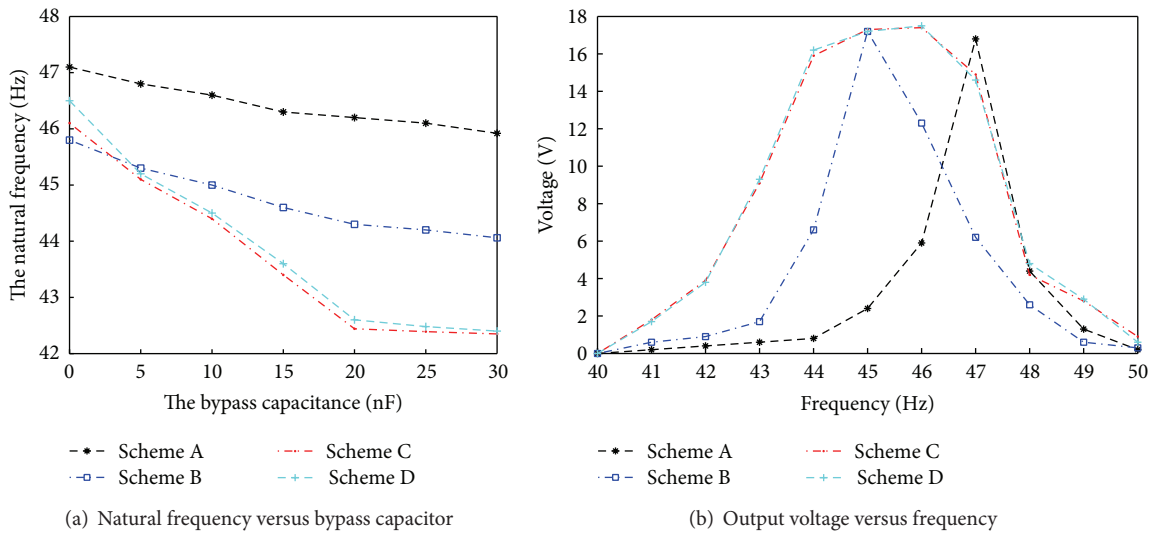 48
47
46
45
44
43
42
0 5 10 15 20 25 30
The natural frequency (Hz)
The bypass capacitance (nF)
Scheme A
Scheme B
Scheme C
Scheme D
(a) Natural frequency versus bypass capacitor
18
16
14
12
10
8
6
4
2
0
40 41 42 43 44 45 46 47 48 49 50
Voltage (V)
Frequency (Hz)
Scheme A
Scheme B
Scheme C
Scheme D
(b) Output voltage versus frequency